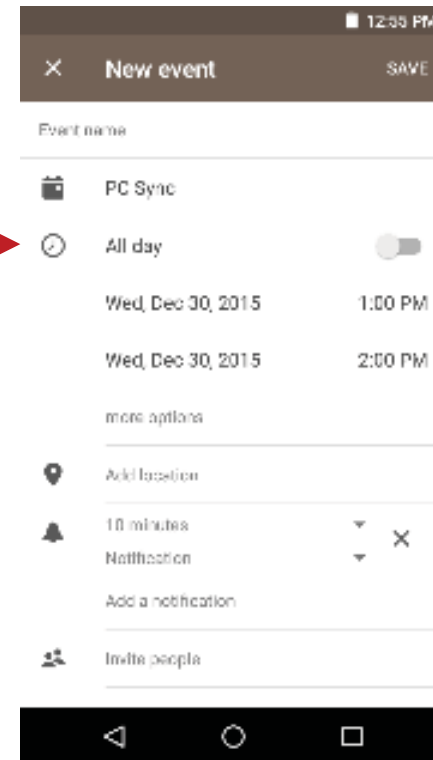 12:55 PM
New event SAVE
Event name
PC Sync
All day
Wed, Dec 30, 2015 1:00 PM
Wed, Dec 30, 2015 2:00 PM
more options
Add location
10 minutes
Notification
Add a notification
Invite people